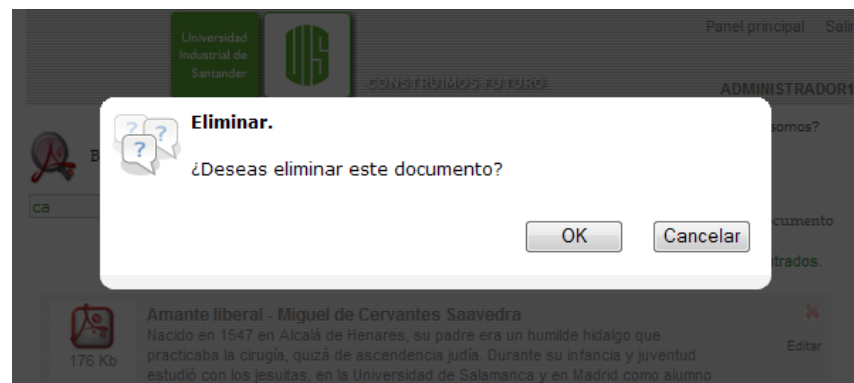 Universidad
Industrial de
Santander
CONSTRUIMOS FUTURO
Panel principal Salir
ADMINISTRADOR1
Eliminar.
somos?
B
¿Deseas eliminar este documento?
ca
cumento
OK Cancelar
trados.
Amante liberal - Miguel de Cervantes Saavedra
Nacido en 1547 en Alcalá de Henares, su padre era un humilde hidalgo que
practicaba la cirugía, quizá de ascendencia judía. Durante su infancia y juventud
estudió con los jesuitas, en la Universidad de Salamanca y en Madrid como alumno
176 Kb
Editar